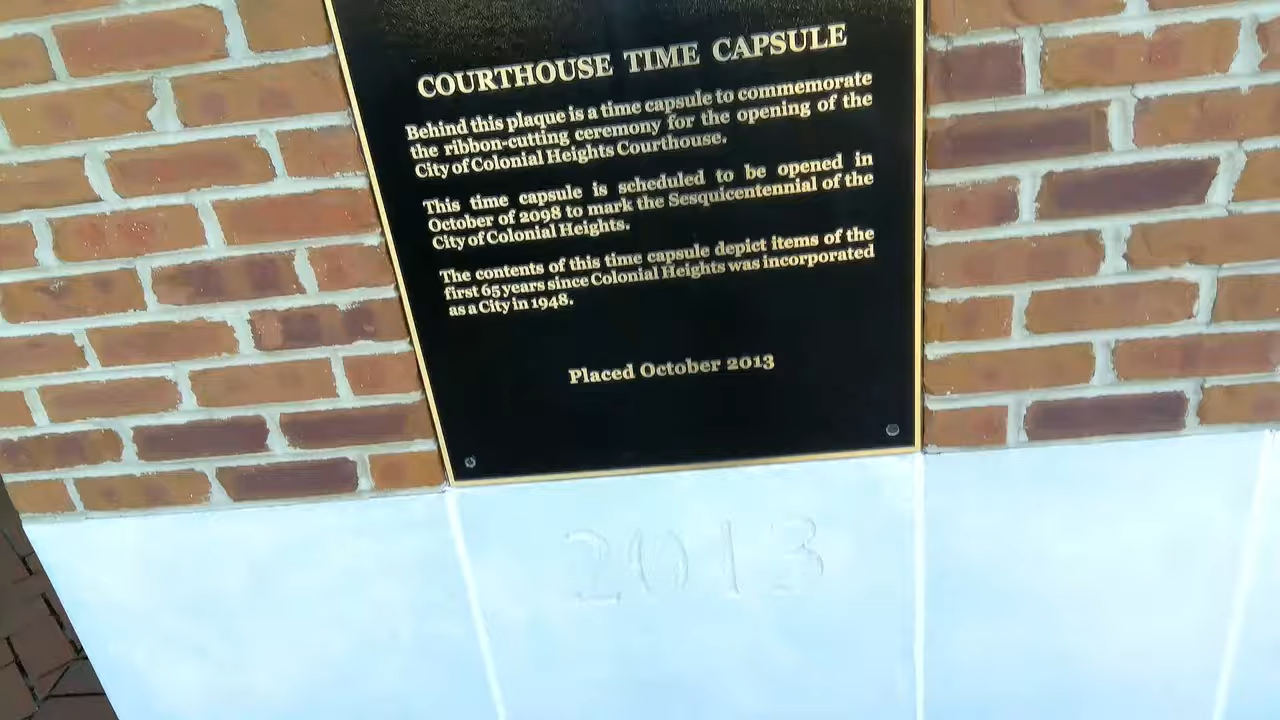 COURTHOUSE TIME CAPSULE
Behind this plaque is a time capsule to commemorate
the ribbon-cutting ceremony for the opening of the
City of Colonial Heights Courthouse.
This time capsule is scheduled to be opened in
October of 2098 to mark the Sesquicentennial of the
City of Colonial Heights.
The contents of this time capsule depict items of the
first 65 years since Colonial Heights was incorporated
as a City in 1948.
Placed October 2013
2013